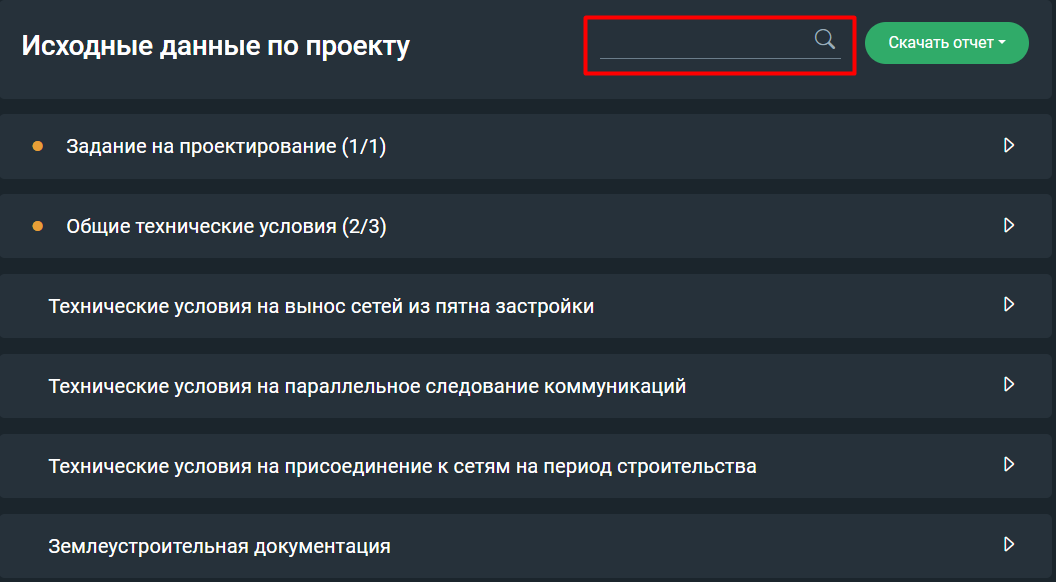 Исходные данные по проекту
Скачать отчет
Задание на проектирование (1/1)
Общие технические условия (2/3)
Технические условия на вынос сетей из пятна застройки
Технические условия на параллельное следование коммуникаций
Технические условия на присоединение к сетям на период строительства
Землеустроительная документация